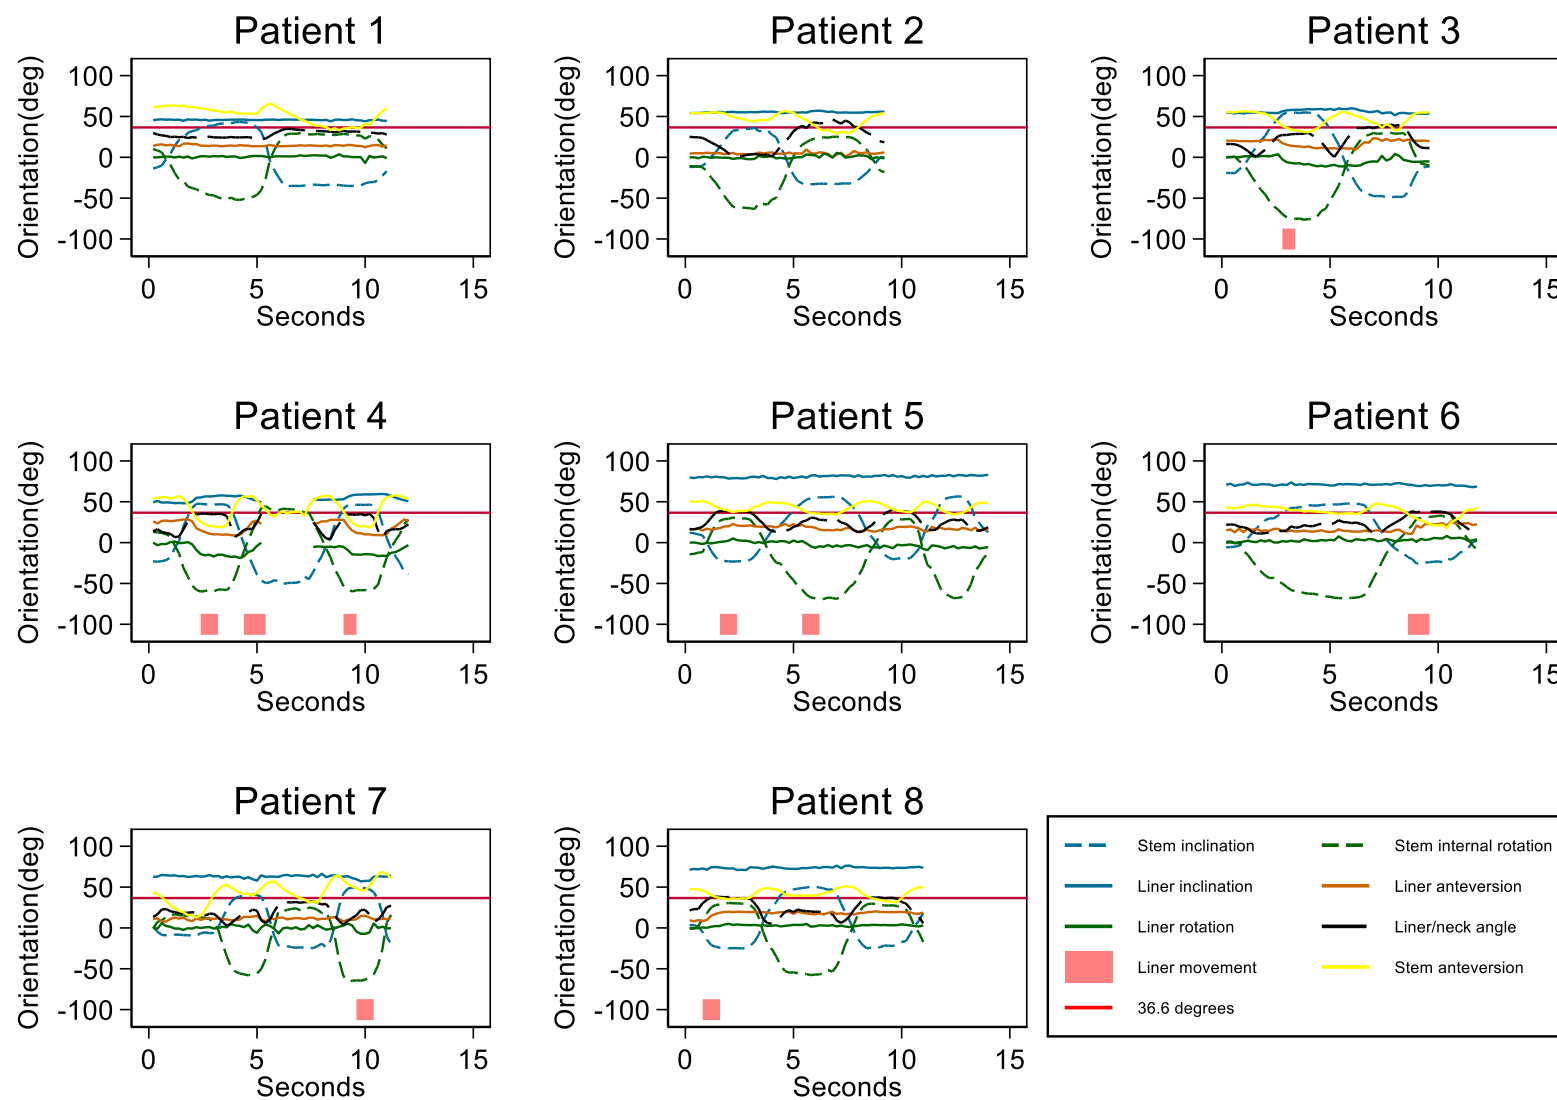 Patient 1
Orientation(deg)
100
50
0
-50
-100
0 5 10 15
Seconds
Patient 2
Orientation(deg)
100
50
0
-50
-100
0 5 10 15
Seconds
Patient 3
Orientation(deg)
100
50
0
-50
-100
0 5 10 15
Seconds
Patient 4
Orientation(deg)
100
50
0
-50
-100
0 5 10 15
Seconds
Patient 5
Orientation(deg)
100
50
0
-50
-100
0 5 10 15
Seconds
Patient 6
Orientation(deg)
100
50
0
-50
-100
0 5 10 15
Seconds
Patient 7
Orientation(deg)
100
50
0
-50
-100
0 5 10 15
Seconds
Patient 8
Orientation(deg)
100
50
0
-50
-100
0 5 10 15
Seconds
Stem inclination Stem internal rotation
Liner inclination Liner anteversion
Liner rotation Liner/neck angle
Liner movement Stem anteversion
36.6 degrees